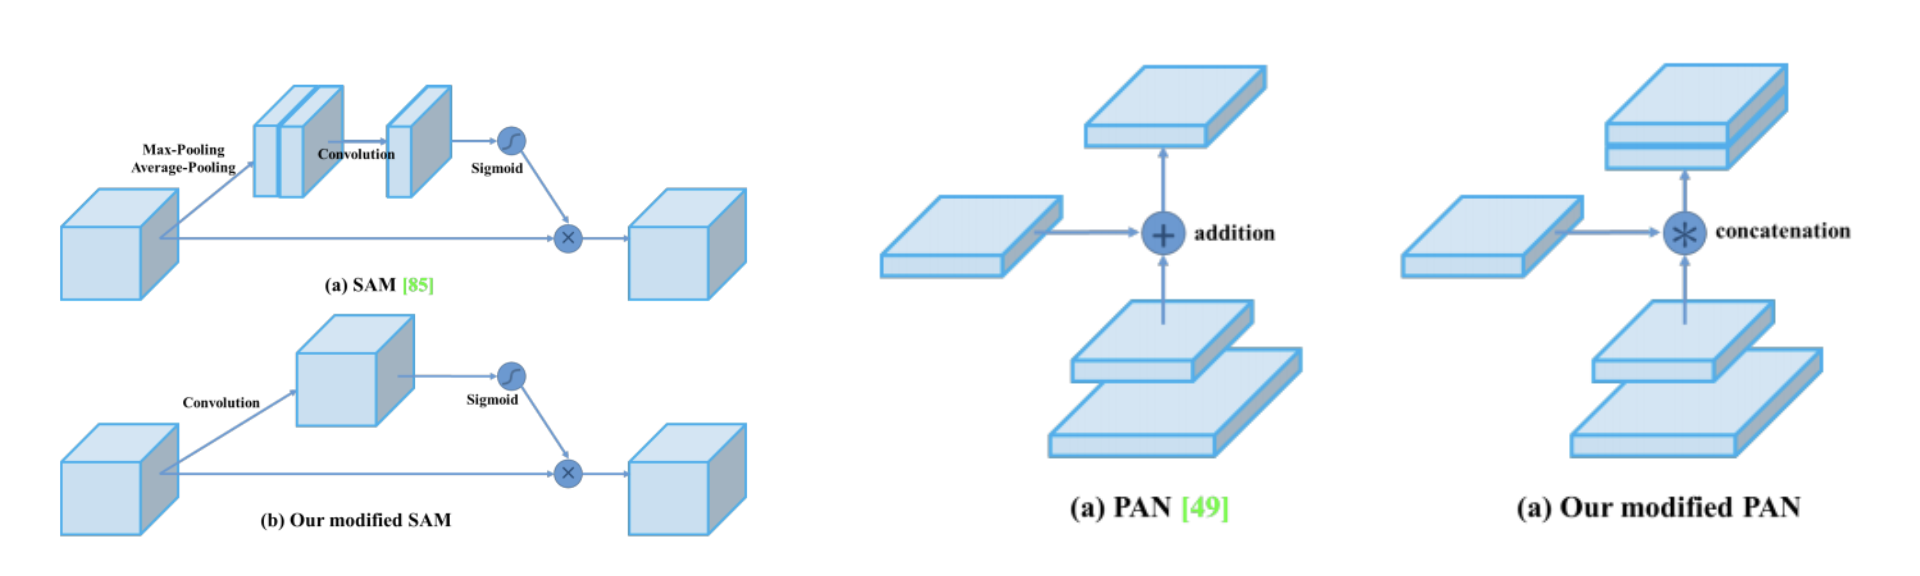 Max-Pooling
Average-Pooling
Convolution
Sigmoid
(a) SAM [85]
Convolution
Sigmoid
(b) Our modified SAM
addition
(a) PAN [49]
concatenation
(a) Our modified PAN